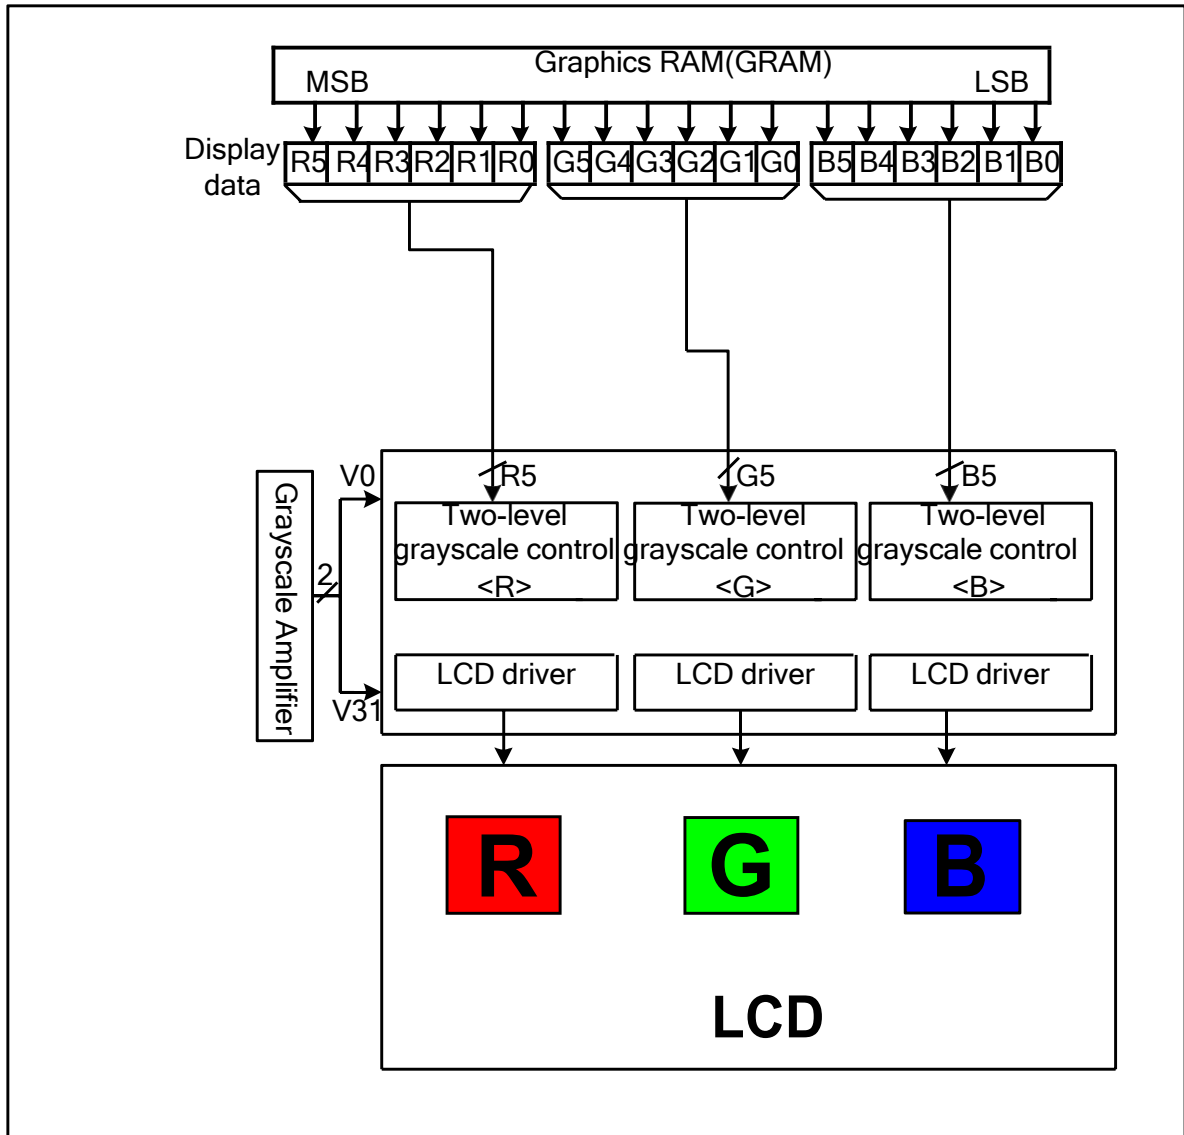 Graphics RAM(GRAM)
MSB LSB
Display
data
R5 R4 R3 R2 R1 R0 G5 G4 G3 G2 G1 G0 B5 B4 B3 B2 B1 B0
V0 R5 G5 B5
Grayscale Amplifier
2
Two-level
grayscale control
<R>
Two-level
grayscale control
<G>
Two-level
grayscale control
<B>
LCD driver LCD driver LCD driver
V31
R G B
LCD